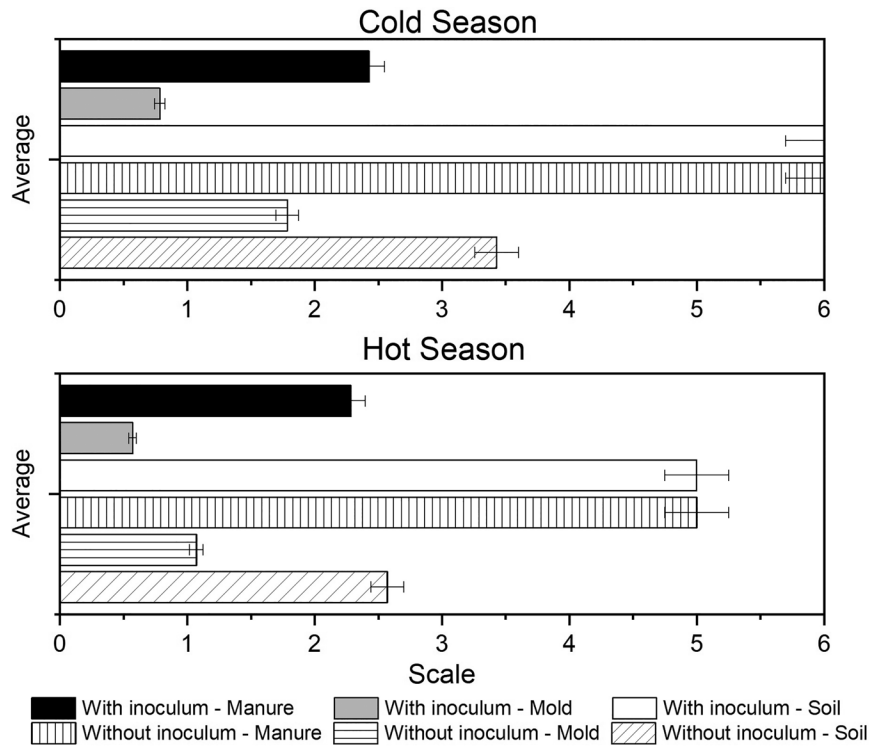 Cold Season
Average
0 1 2 3 4 5 6
Hot Season
Average
0 1 2 3 4 5 6
Scale
With inoculum - Manure With inoculum - Mold With inoculum - Soil
Without inoculum - Manure Without inoculum - Mold Without inoculum - Soil